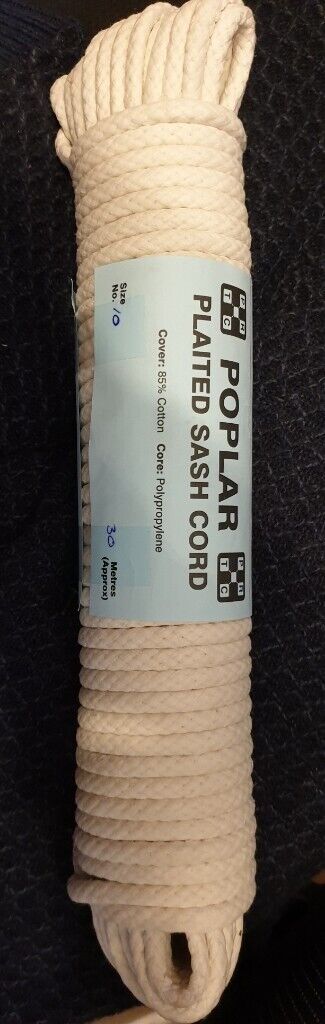 P R T C POPLAR P R T C
PLAITED SASH CORD
Cover: 85% Cotton Core: Polypropylene
Size No. 10 30 Metres (Approx)